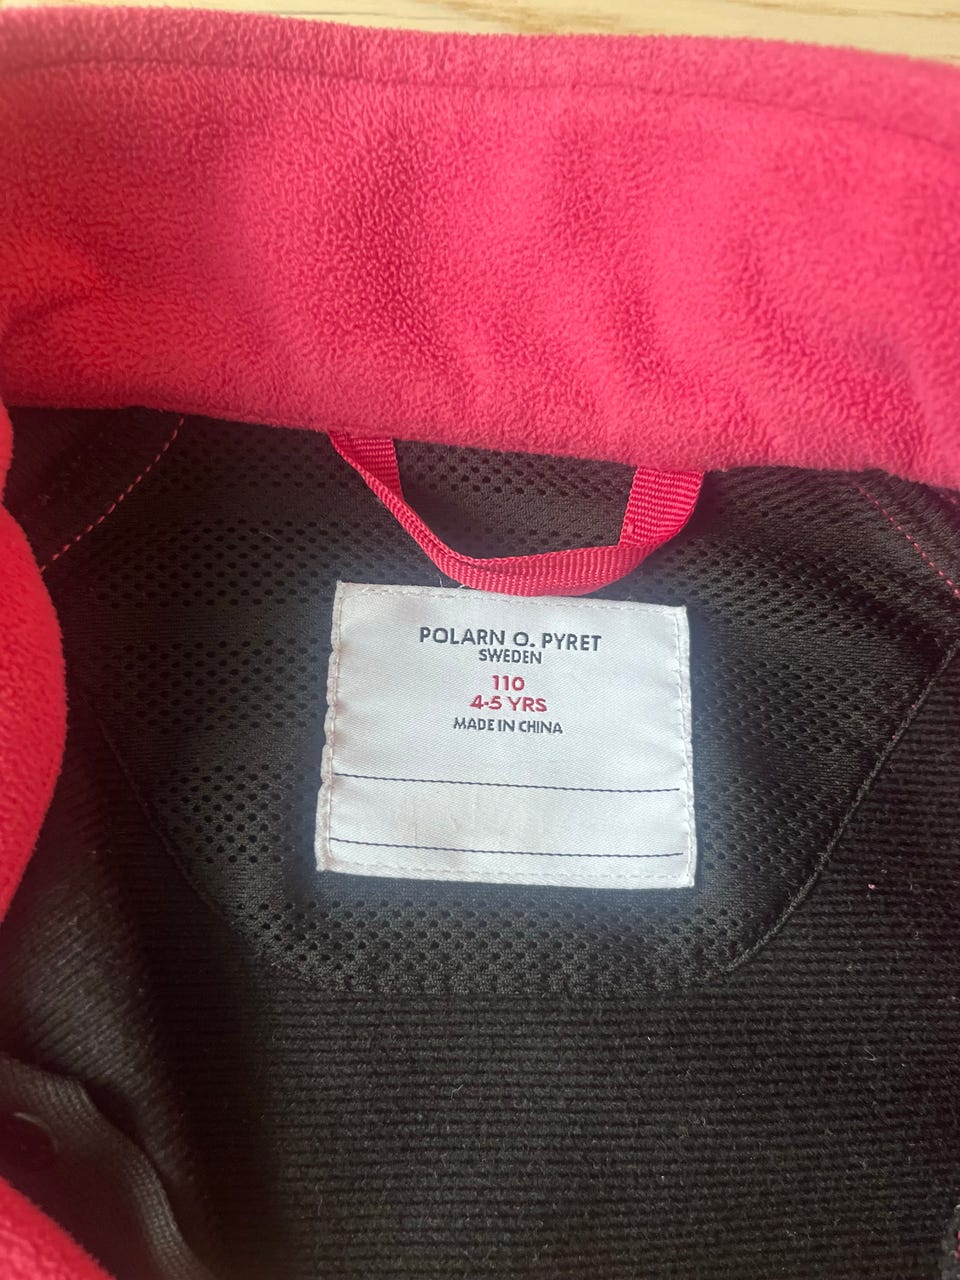 POLARN O. PYRET
SWEDEN
110
4-5 YRS
MADE IN CHINA